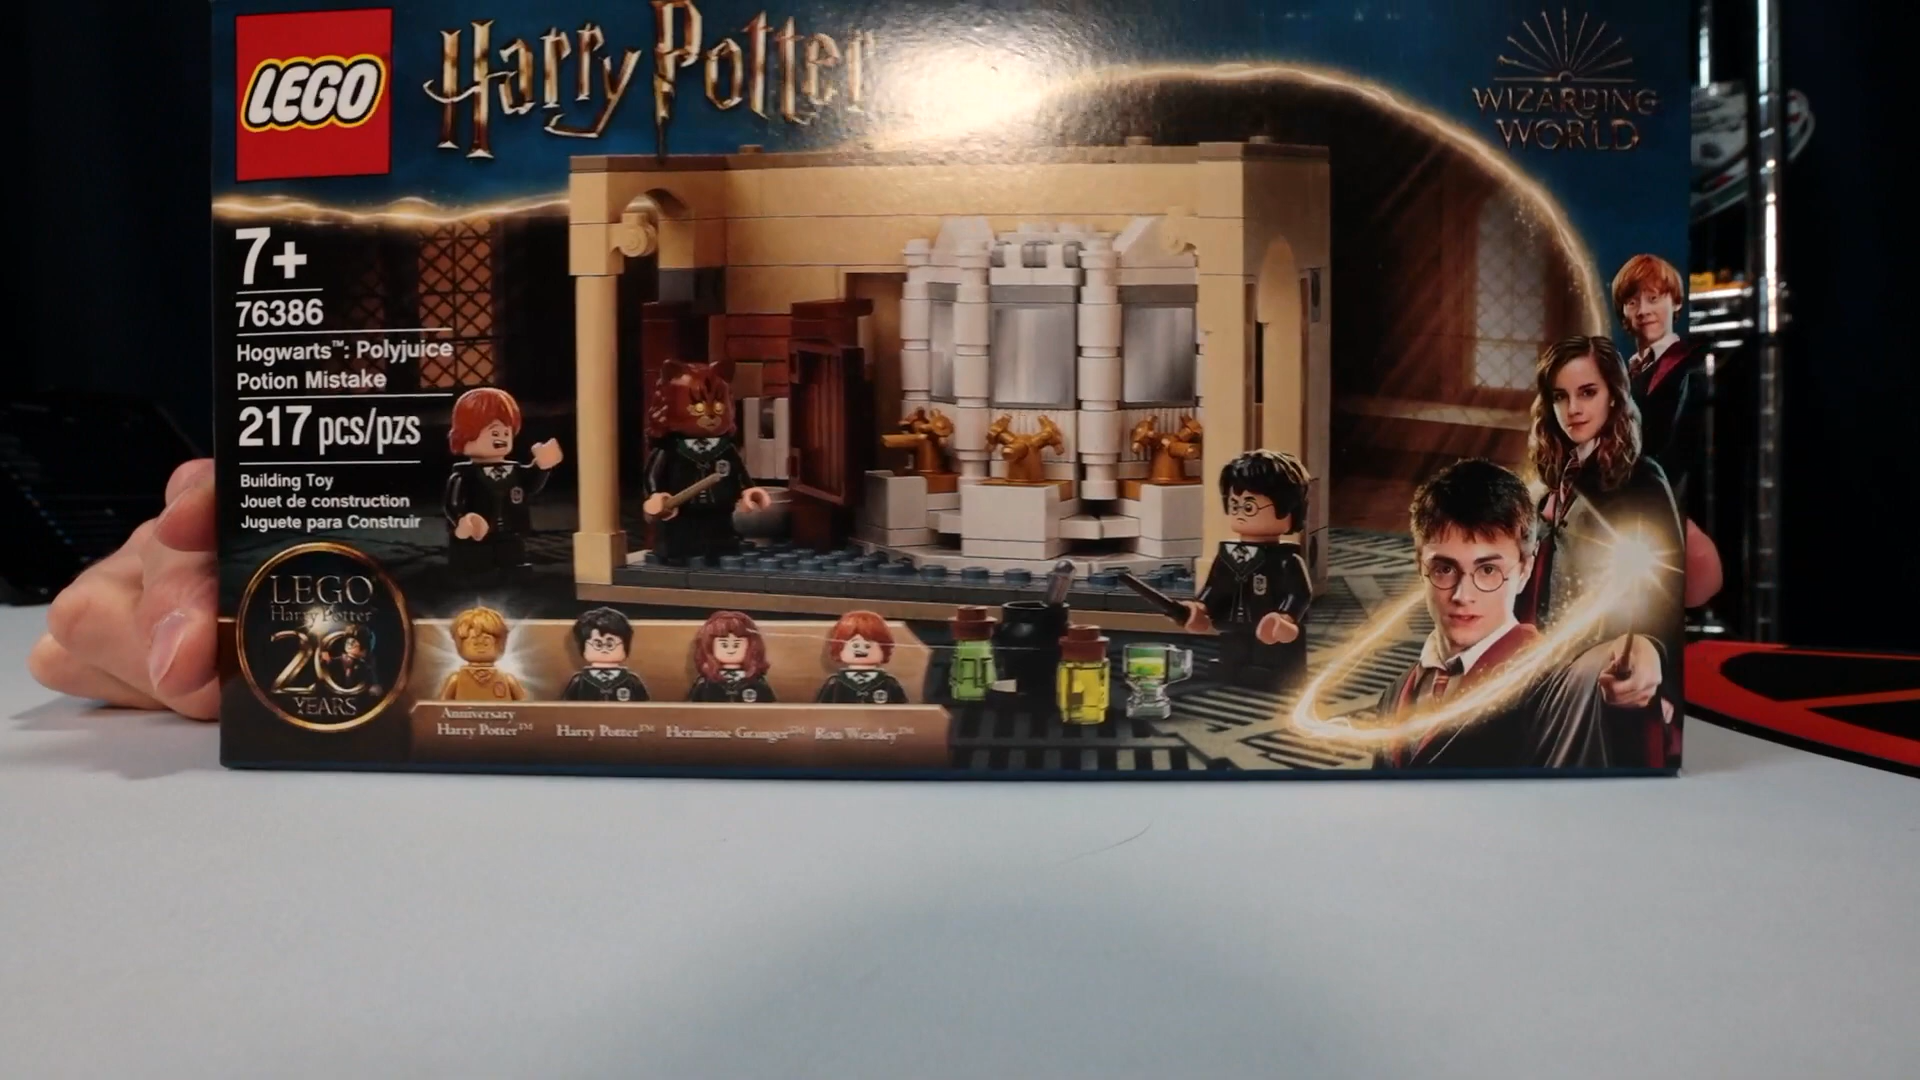 LEGO
Harry Potter
WIZARDING
WORLD
7+
76386
Hogwarts™: Polyjuice
Potion Mistake
217 pcs/pzs
Building Toy
Jouet de construction
Juguete para Construir
LEGO
Harry Potter
20
YEARS
Anniversary
Harry Potter™
Harry Potter™
Hermione Granger™
Ron Weasley™